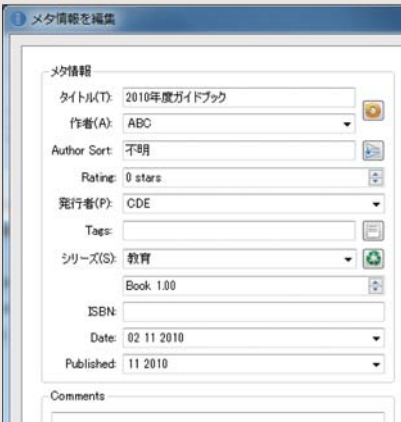 メタ情報を編集
メタ情報
タイトル(T): 2010年度ガイドブック
作者(A): ABC
Author Sort: 不明
Rating: 0 stars
発行者(P): CDE
Tags:
シリーズ(S): 教育
Book 1.00
ISBN:
Date: 02 11 2010
Published: 11 2010
Comments